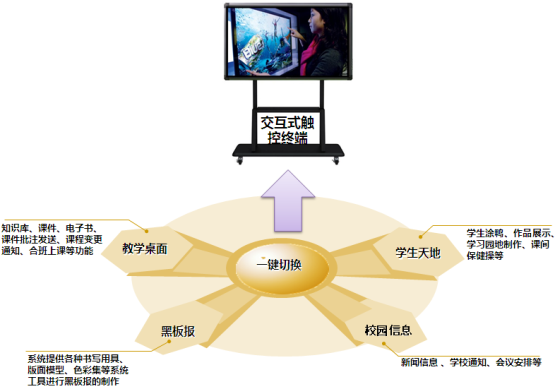 交互式触
控终端
知识库、课件、电子书、
课件批注发送、课程变更
通知、合班上课等功能
教学桌面
一键切换
学生天地
学生涂鸦、作品展示、
学习园地制作、课间
保健操等
黑板报
校园信息
系统提供各种书写用具、
版面模型、色彩集等系统
工具进行黑板报的制作
新闻信息 、学校通知、会议安排等